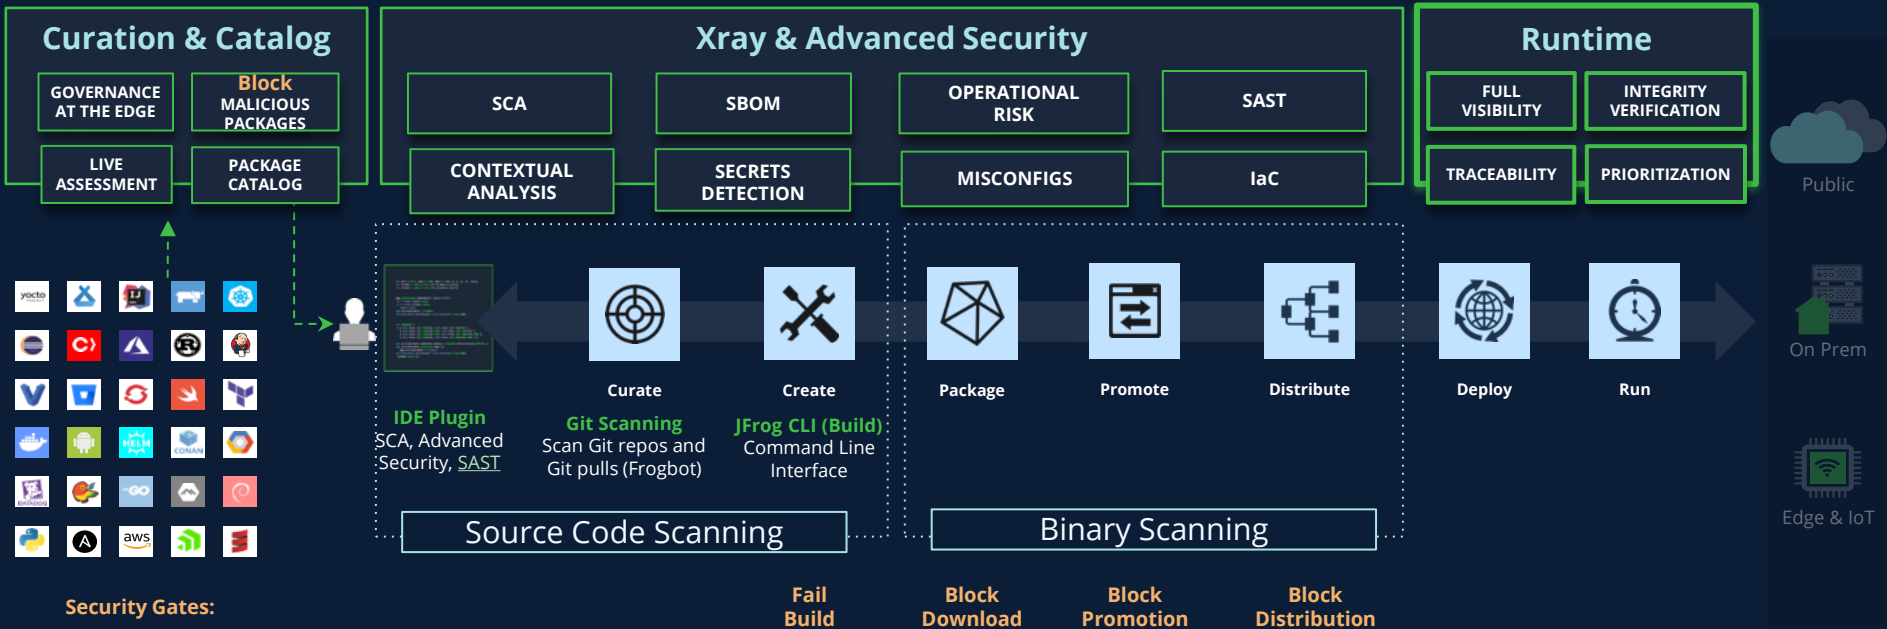 Curation & Catalog
GOVERNANCE
AT THE EDGE
Block
MALICIOUS
PACKAGES
LIVE
ASSESSMENT
PACKAGE
CATALOG
Xray & Advanced Security
SCA
SBOM
OPERATIONAL
RISK
SAST
CONTEXTUAL
ANALYSIS
SECRETS
DETECTION
MISCONFIGS
IaC
Runtime
FULL
VISIBILITY
INTEGRITY
VERIFICATION
TRACEABILITY
PRIORITIZATION
Public
On Prem
Edge & IoT
yocto
HELM
CONAN
DATADOG
GO
aws
IDE Plugin
SCA, Advanced
Security, SAST
Curate
Git Scanning
Scan Git repos and
Git pulls (Frogbot)
Create
JFrog CLI (Build)
Command Line
Interface
Package
Promote
Distribute
Deploy
Run
Source Code Scanning
Binary Scanning
Security Gates:
Fail
Build
Block
Download
Block
Promotion
Block
Distribution